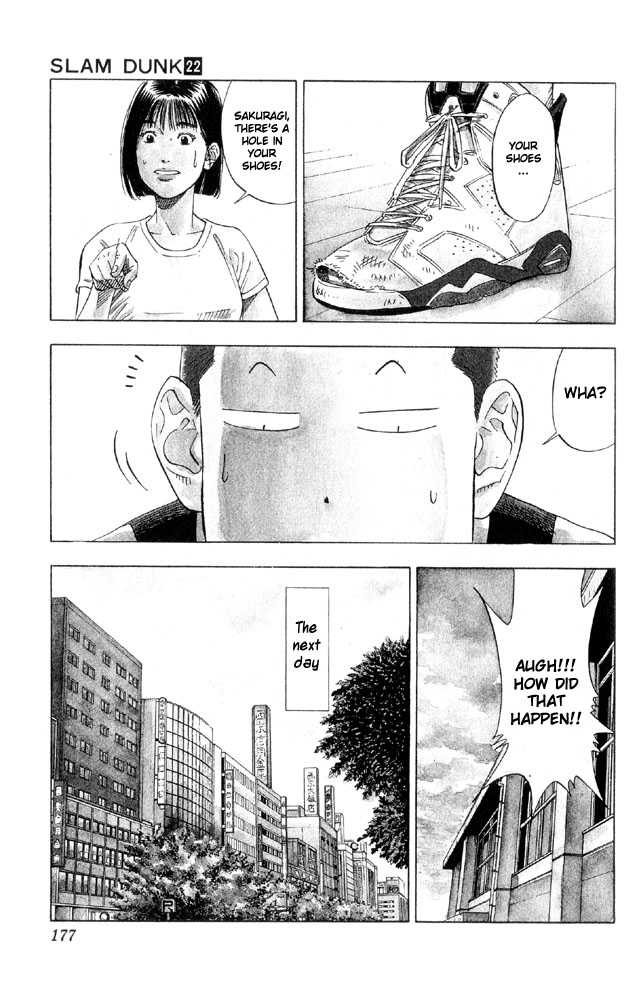 SLAM DUNK 22
YOUR
SHOES
...
SAKURAGI,
THERE'S A
HOLE IN
YOUR
SHOES!
WHA?
AUGH!!!
HOW DID
THAT
HAPPEN!!
The
next
day
R
177